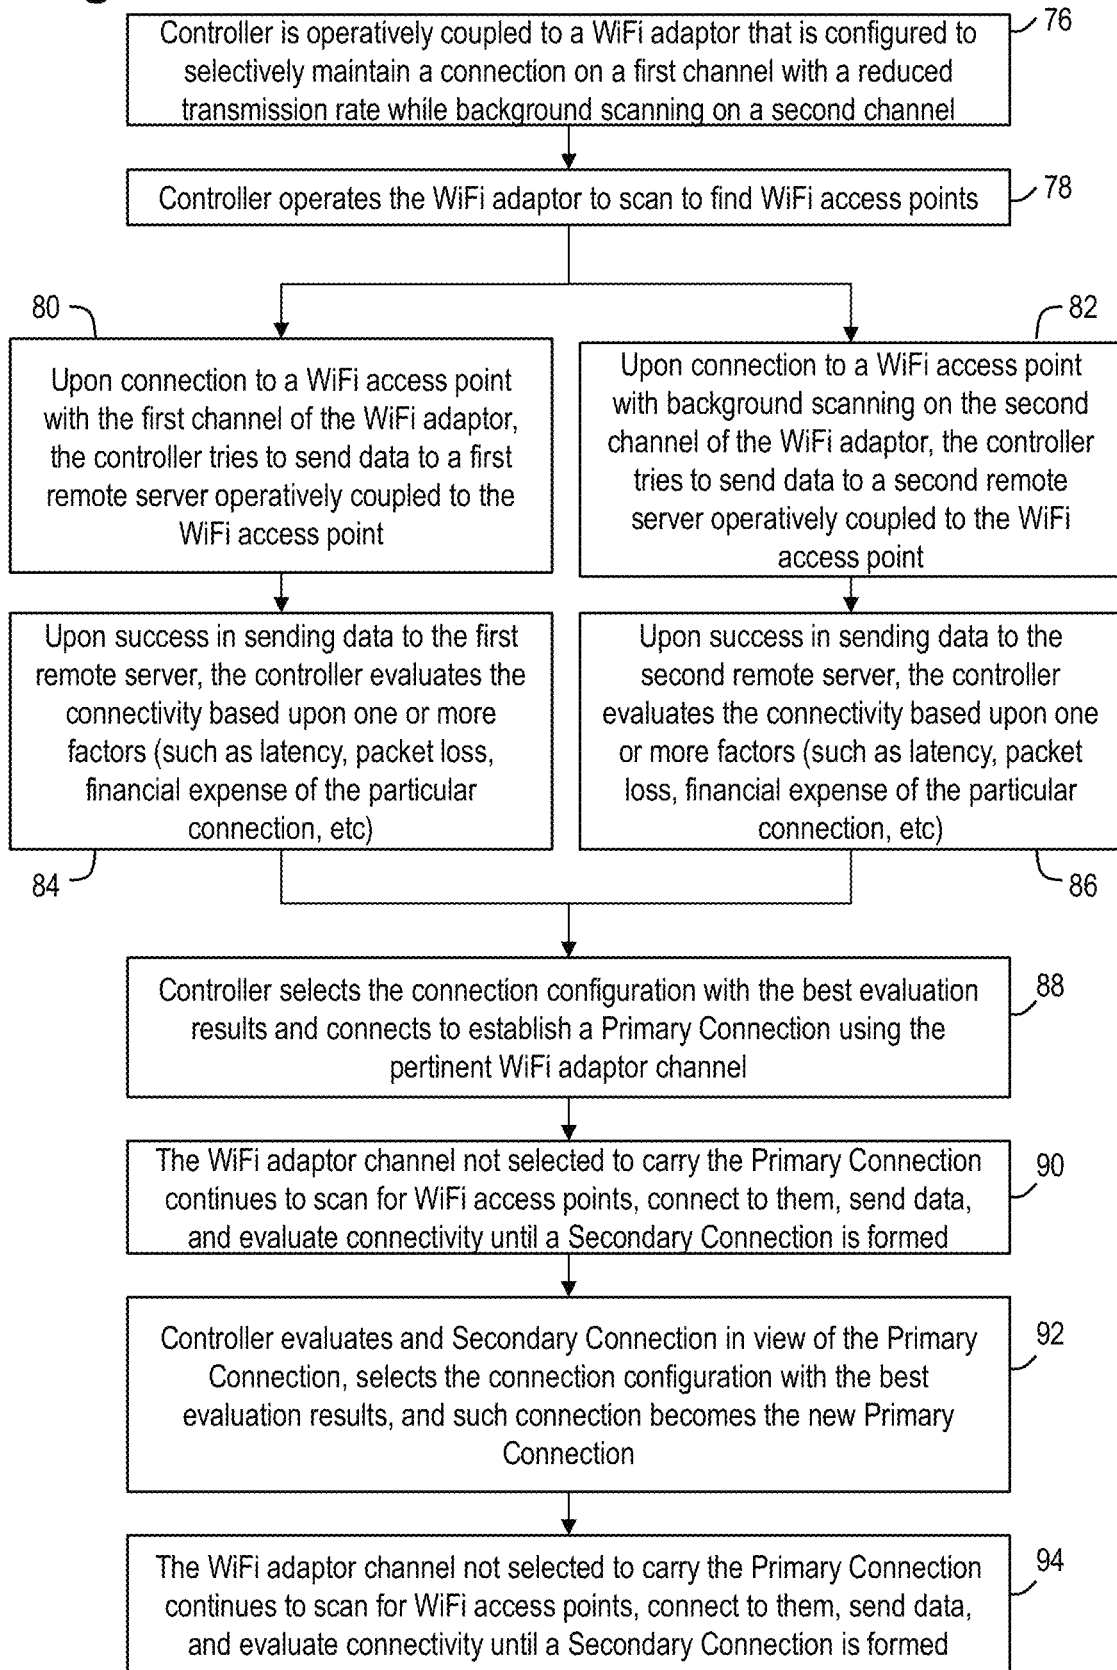 Controller is operatively coupled to a WiFi adaptor that is configured to
selectively maintain a connection on a first channel with a reduced
transmission rate while background scanning on a second channel
76
Controller operates the WiFi adaptor to scan to find WiFi access points
78
80
Upon connection to a WiFi access point
with the first channel of the WiFi adaptor,
the controller tries to send data to a first
remote server operatively coupled to the
WiFi access point
82
Upon connection to a WiFi access point
with background scanning on the second
channel of the WiFi adaptor, the controller
tries to send data to a second remote
server operatively coupled to the WiFi
access point
Upon success in sending data to the first
remote server, the controller evaluates the
connectivity based upon one or more
factors (such as latency, packet loss,
financial expense of the particular
connection, etc)
84
Upon success in sending data to the
second remote server, the controller
evaluates the connectivity based upon one
or more factors (such as latency, packet
loss, financial expense of the particular
connection, etc)
86
Controller selects the connection configuration with the best evaluation
results and connects to establish a Primary Connection using the
pertinent WiFi adaptor channel
88
The WiFi adaptor channel not selected to carry the Primary Connection
continues to scan for WiFi access points, connect to them, send data,
and evaluate connectivity until a Secondary Connection is formed
90
Controller evaluates and Secondary Connection in view of the Primary
Connection, selects the connection configuration with the best
evaluation results, and such connection becomes the new Primary
Connection
92
The WiFi adaptor channel not selected to carry the Primary Connection
continues to scan for WiFi access points, connect to them, send data,
and evaluate connectivity until a Secondary Connection is formed
94